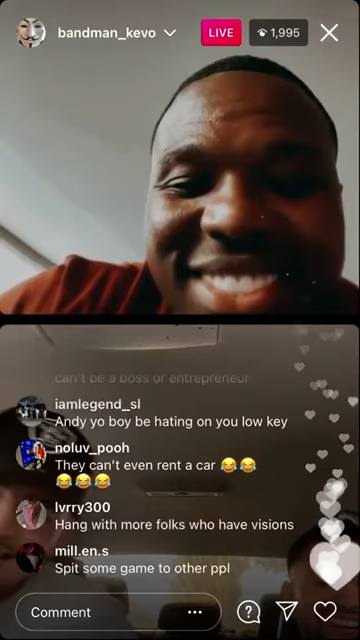 bandman_kevo
LIVE
1,995
can't be a boss or entrepreneur
iamlegend_sl
Andy yo boy be hating on you low key
noluv_pooh
They can't even rent a car 😂😂
😂😂😂
lvrry300
Hang with more folks who have visions
mill.en.s
Spit some game to other ppl
Comment